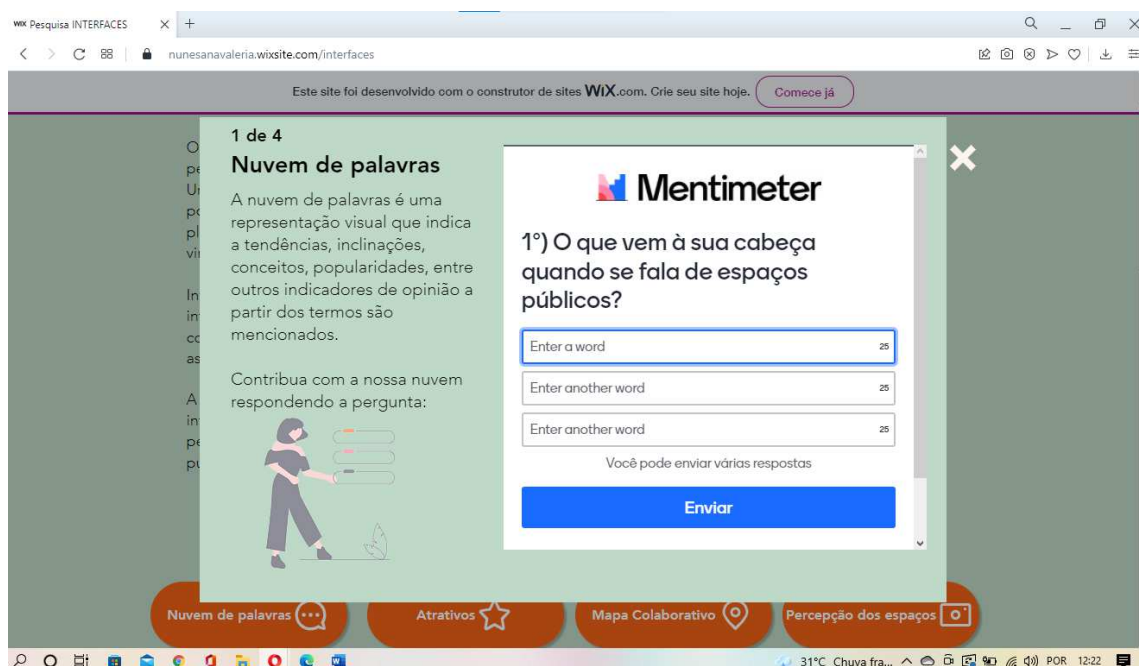 WiX Pesquisa INTERFACES
nunesanavaleria.wixsite.com/interfaces
Este site foi desenvolvido com o construtor de sites WiX.com. Crie seu site hoje.
Comece já
1 de 4
Nuvem de palavras
A nuvem de palavras é uma
representação visual que indica
a tendências, inclinações,
conceitos, popularidades, entre
outros indicadores de opinião a
partir dos termos são
mencionados.
Contribua com a nossa nuvem
respondendo a pergunta:
Mentimeter
1º) O que vem à sua cabeça
quando se fala de espaços
públicos?
Enter a word 25
Enter another word 25
Enter another word 25
Você pode enviar várias respostas
Enviar
Nuvem de palavras
Atrativos
Mapa Colaborativo
Percepção dos espaços
31°C Chuva fra... POR 12:22